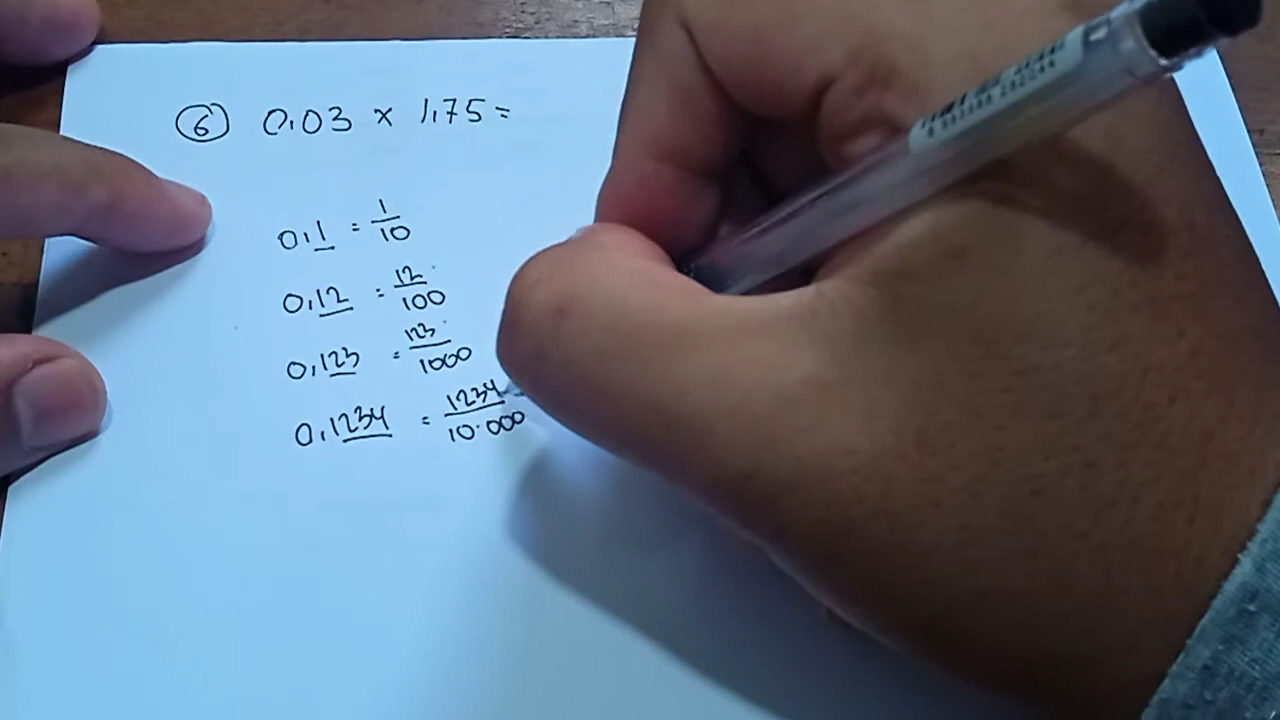 6 0,03 x 1,75 =
0,1 = 1/10
0,12 = 12/100
0,123 = 123/1000
0,1234 = 1234/10.000